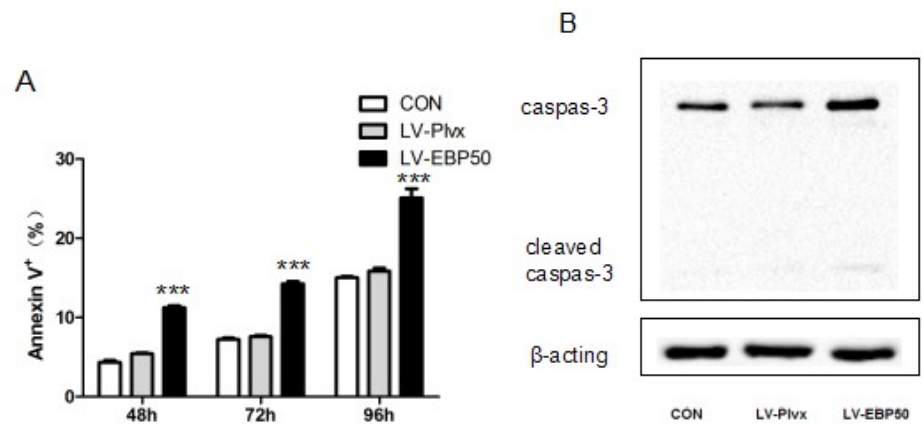 A
CON
LV-Plvx
LV-EBP50
Annexin V⁺ (%)
30
20
10
0
***
***
***
48h
72h
96h
B
caspas-3
cleaved
caspas-3
β-acting
CON
LV-Plvx
LV-EBP50